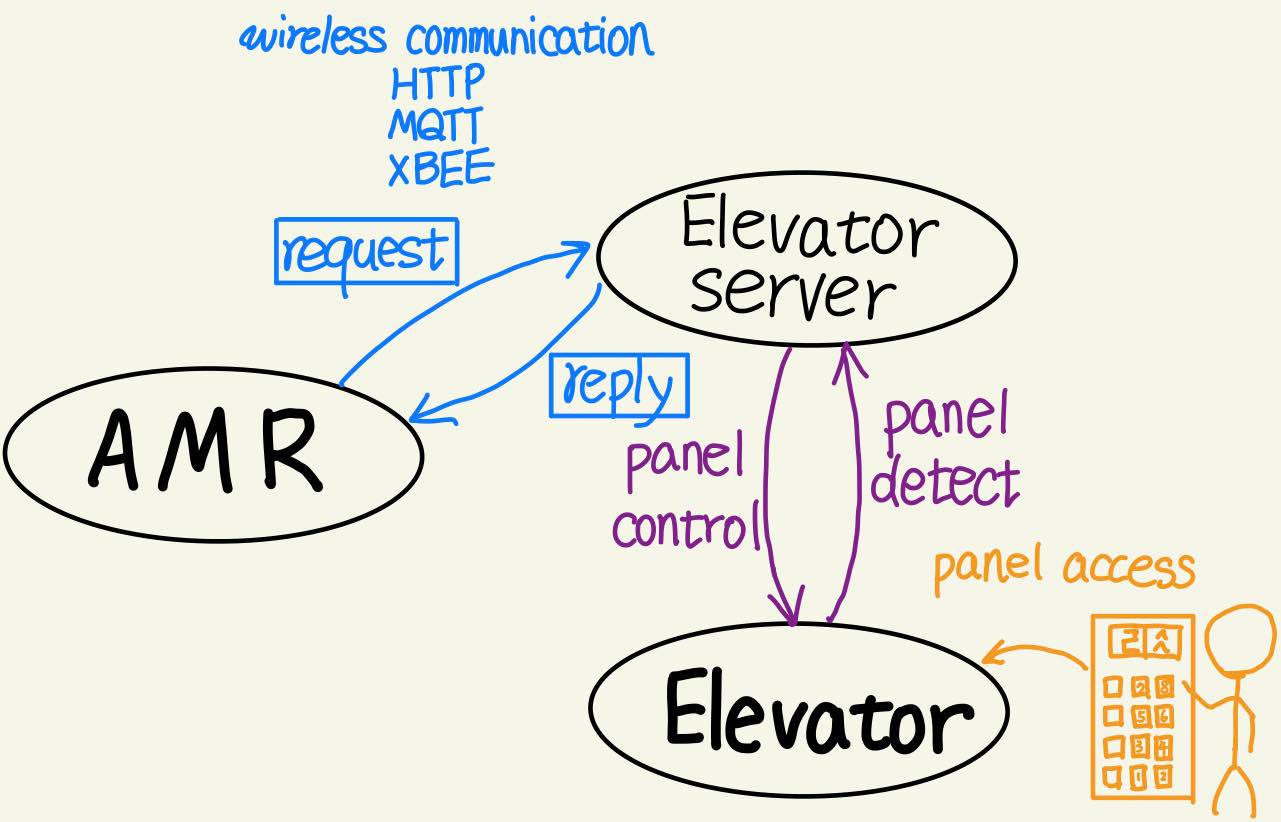 wireless communication
HTTP
MQTT
XBEE
request
Elevator
server
reply
AMR
panel
control
panel
detect
panel access
2
7 8
5 6
3 4
1 2
Elevator